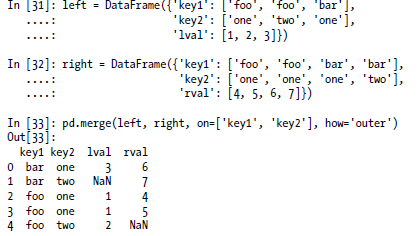 In [31]: left = DataFrame({'key1': ['foo', 'foo', 'bar'],
   ....:                   'key2': ['one', 'two', 'one'],
   ....:                   'lval': [1, 2, 3]})
In [32]: right = DataFrame({'key1': ['foo', 'foo', 'bar', 'bar'],
   ....:                    'key2': ['one', 'one', 'one', 'two'],
   ....:                    'rval': [4, 5, 6, 7]})
In [33]: pd.merge(left, right, on=['key1', 'key2'], how='outer')
Out[33]:
  key1 key2  lval  rval
0  bar  one     3     6
1  bar  two   NaN     7
2  foo  one     1     4
3  foo  one     1     5
4  foo  two     2   NaN